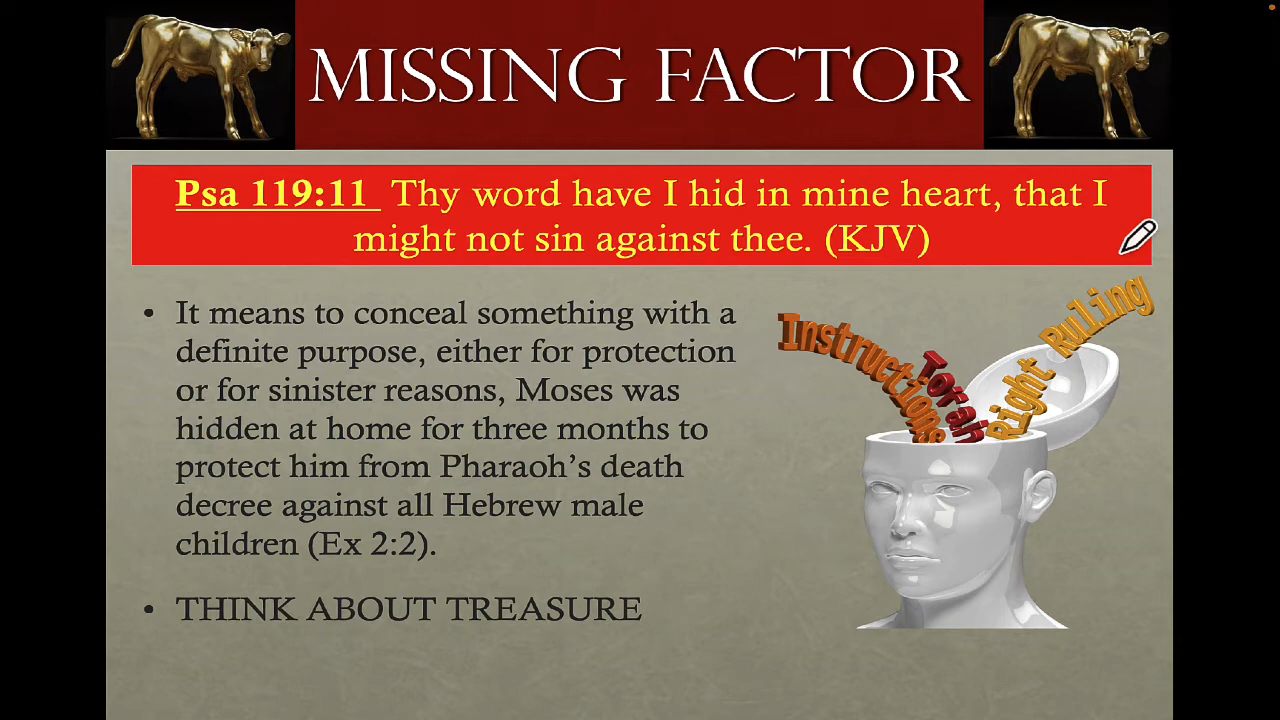 MISSING FACTOR
Psa 119:11 Thy word have I hid in mine heart, that I
might not sin against thee. (KJV)
• It means to conceal something with a
definite purpose, either for protection
or for sinister reasons, Moses was
hidden at home for three months to
protect him from Pharaoh’s death
decree against all Hebrew male
children (Ex 2:2).
• THINK ABOUT TREASURE
Instructions
Torah
Right Ruling